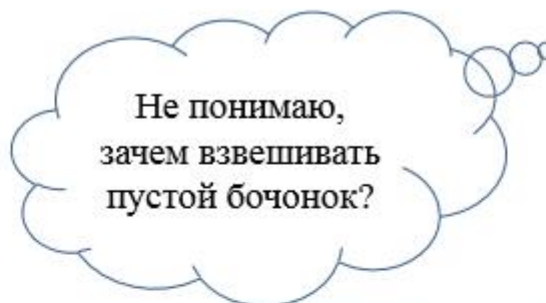 Не понимаю,
зачем взвешивать
пустой бочонок?